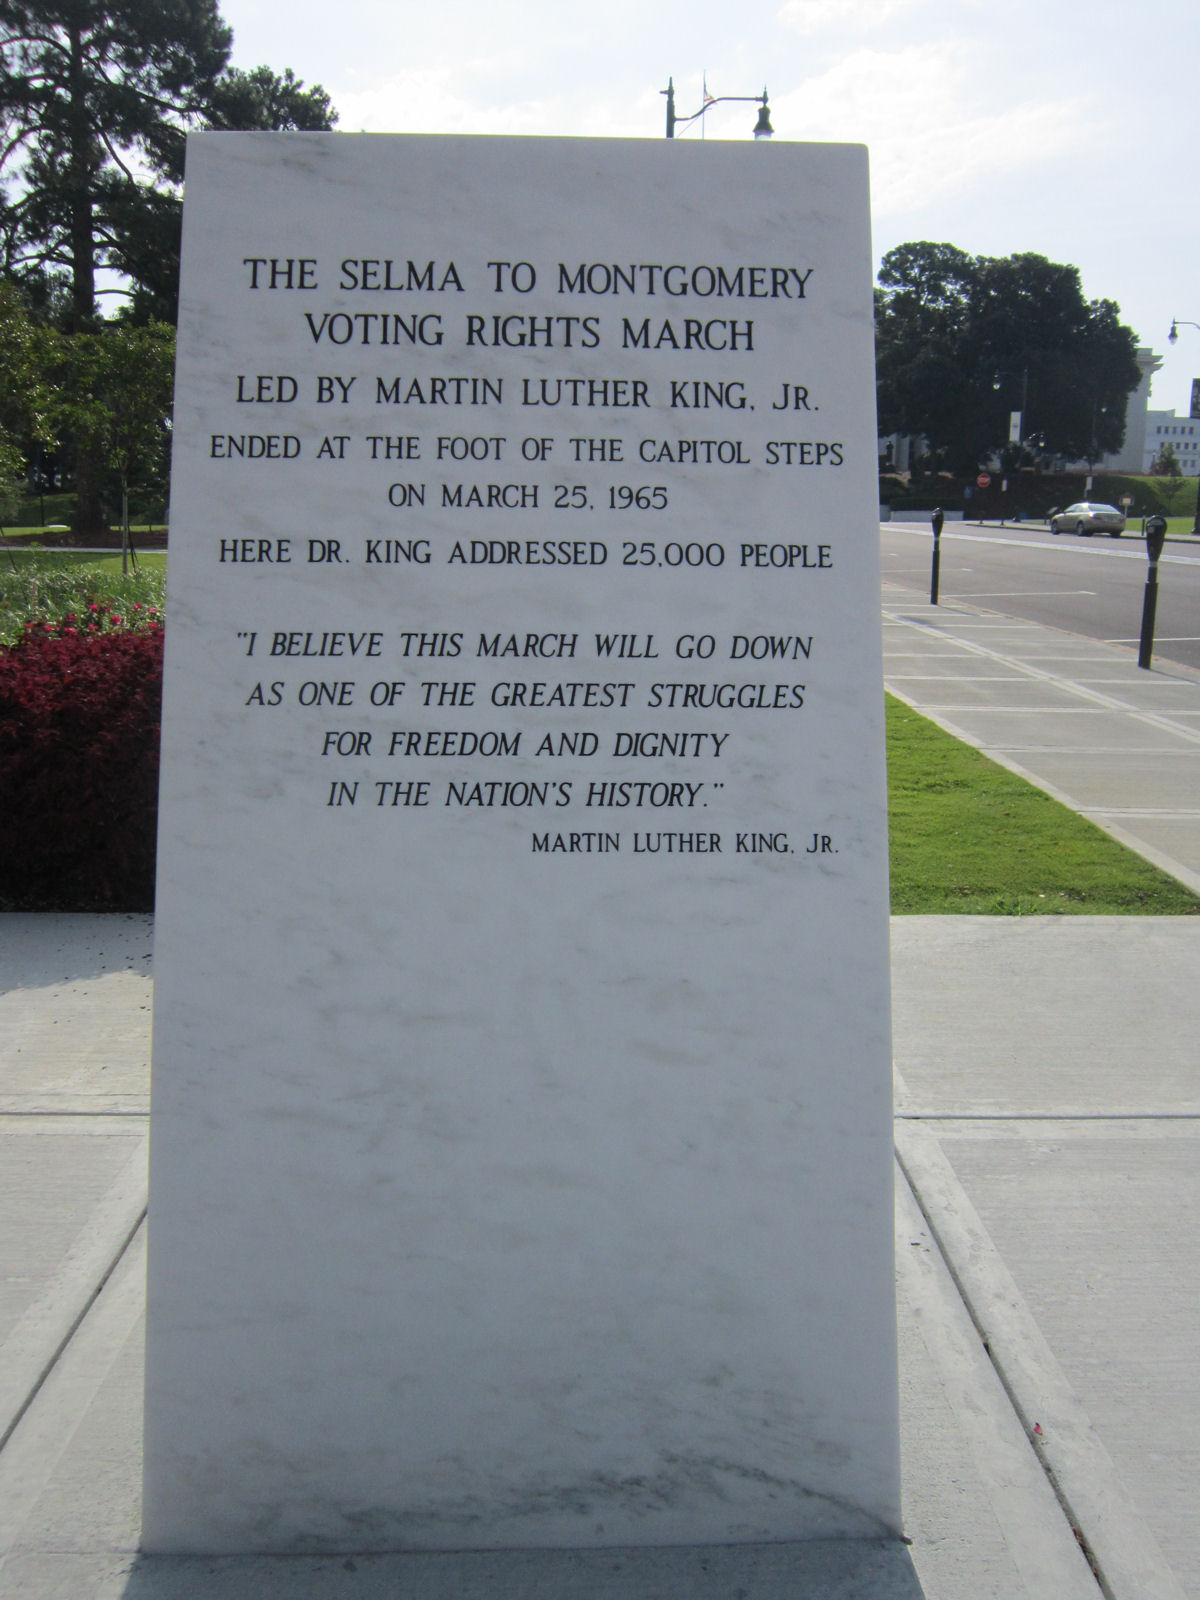 THE SELMA TO MONTGOMERY
VOTING RIGHTS MARCH
LED BY MARTIN LUTHER KING, JR.
ENDED AT THE FOOT OF THE CAPITOL STEPS
ON MARCH 25, 1965
HERE DR. KING ADDRESSED 25,000 PEOPLE
"I BELIEVE THIS MARCH WILL GO DOWN
AS ONE OF THE GREATEST STRUGGLES
FOR FREEDOM AND DIGNITY
IN THE NATION'S HISTORY."
MARTIN LUTHER KING, JR.